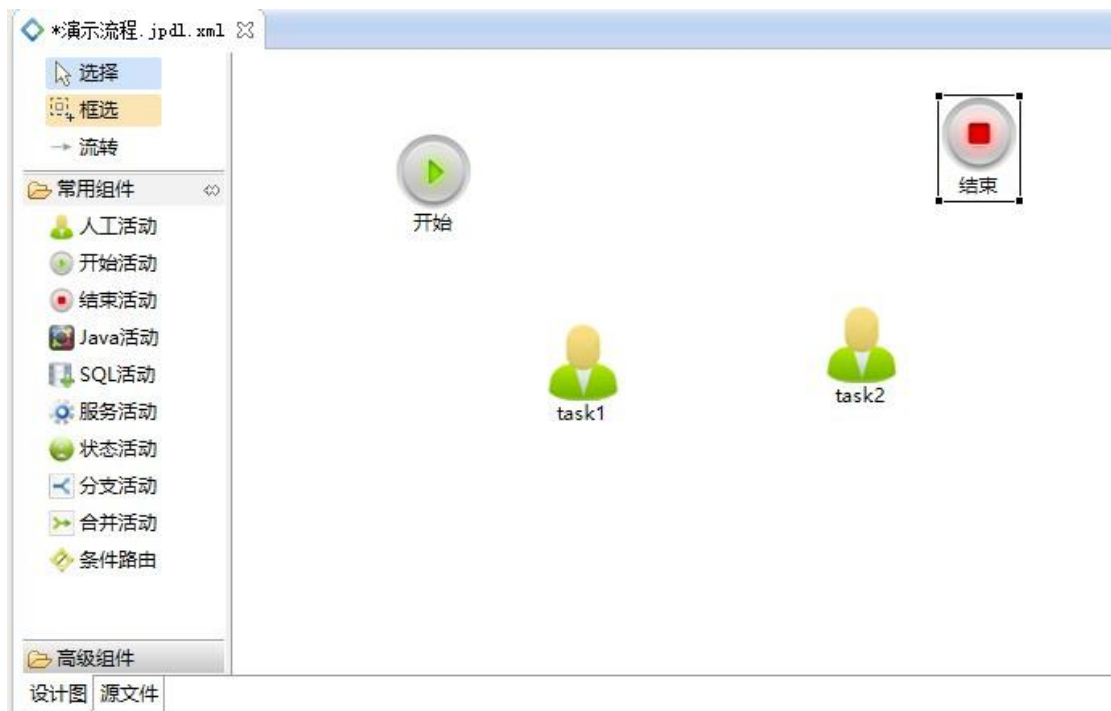 *演示流程.jpdl.xml
选择
框选
流转
常用组件
人工活动
开始活动
结束活动
Java活动
SQL活动
服务活动
状态活动
分支活动
合并活动
条件路由
高级组件
设计图 源文件
开始
结束
task1
task2